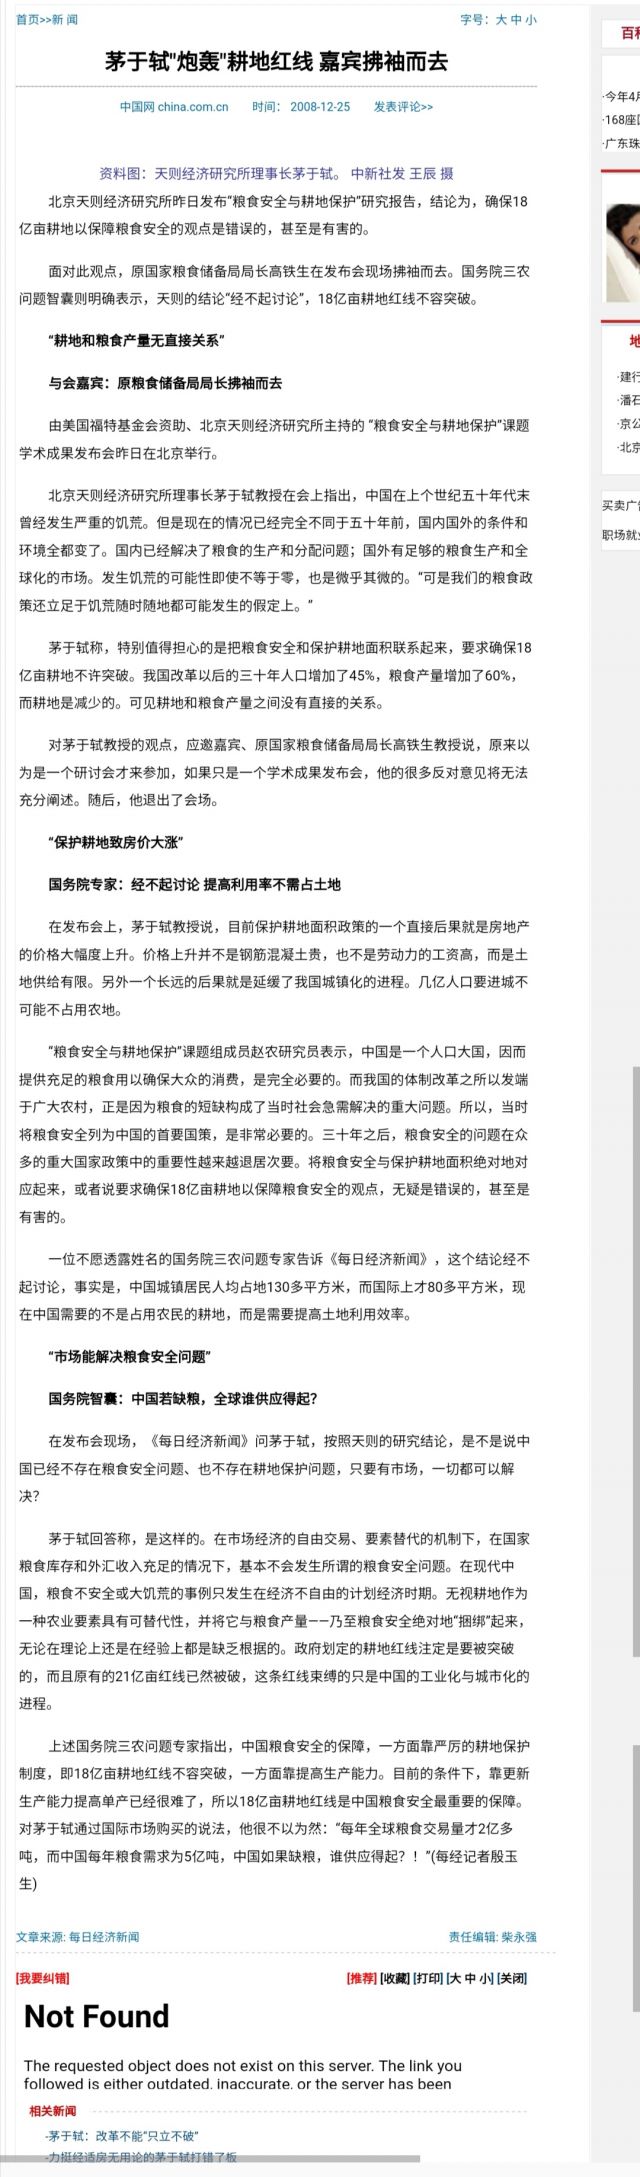 首页>>新 闻
字号：大 中 小
茅于轼"炮轰"耕地红线 嘉宾拂袖而去
中国网 china.com.cn 时间： 2008-12-25 发表评论>>
资料图：天则经济研究所理事长茅于轼。 中新社发 王辰 摄
北京天则经济研究所昨日发布“粮食安全与耕地保护”研究报告，结论为，确保18
亿亩耕地以保障粮食安全的观点是错误的，甚至是有害的。
面对此观点，原国家粮食储备局局长高铁生在发布会现场拂袖而去。国务院三农
问题智囊则明确表示，天则的结论“经不起讨论”，18亿亩耕地红线不容突破。
“耕地和粮食产量无直接关系”
与会嘉宾：原粮食储备局局长拂袖而去
由美国福特基金会资助、北京天则经济研究所主持的 “粮食安全与耕地保护”课题
学术成果发布会昨日在北京举行。
北京天则经济研究所理事长茅于轼教授在会上指出，中国在上个世纪五十年代末
曾经发生严重的饥荒。但是现在的情况已经完全不同于五十年前，国内国外的条件和
环境全都变了。国内已经解决了粮食的生产和分配问题；国外有足够的粮食生产和全
球化的市场。发生饥荒的可能性即使不等于零，也是微乎其微的。“可是我们的粮食政
策还立足于饥荒随时随地都可能发生的假定上。”
茅于轼称，特别值得担心的是把粮食安全和保护耕地面积联系起来，要求确保18
亿亩耕地不许突破。我国改革以后的三十年人口增加了45%，粮食产量增加了60%，
而耕地是减少的。可见耕地和粮食产量之间没有直接的关系。
对茅于轼教授的观点，应邀嘉宾、原国家粮食储备局局长高铁生教授说，原来以
为是一个研讨会才来参加，如果只是一个学术成果发布会，他的很多反对意见将无法
充分阐述。随后，他退出了会场。
“保护耕地致房价大涨”
国务院专家：经不起讨论 提高利用率不需占土地
在发布会上，茅于轼教授说，目前保护耕地面积政策的一个直接后果就是房地产
的价格大幅度上升。价格上升并不是钢筋混凝土贵，也不是劳动力的工资高，而是土
地供给有限。另外一个长远的后果就是延缓了我国城镇化的进程。几亿人口要进城不
可能不占用农地。
“粮食安全与耕地保护”课题组成员赵农研究员表示，中国是一个人口大国，因而
提供充足的粮食用以确保大众的消费，是完全必要的。而我国的体制改革之所以发端
于广大农村，正是因为粮食的短缺构成了当时社会急需解决的重大问题。所以，当时
将粮食安全列为中国的首要国策，是非常必要的。三十年之后，粮食安全的问题在众
多的重大国家政策中的重要性越来越退居次要。将粮食安全与保护耕地面积绝对地对
应起来，或者说要求确保18亿亩耕地以保障粮食安全的观点，无疑是错误的，甚至是
有害的。
一位不愿透露姓名的国务院三农问题专家告诉《每日经济新闻》，这个结论经不
起讨论，事实是，中国城镇居民人均占地130多平方米，而国际上才80多平方米，现
在中国需要的不是占用农民的耕地，而是需要提高土地利用效率。
“市场能解决粮食安全问题”
国务院智囊：中国若缺粮，全球谁供应得起？
在发布会现场，《每日经济新闻》问茅于轼，按照天则的研究结论，是不是说中
国已经不存在粮食安全问题、也不存在耕地保护问题，只要有市场，一切都可以解
决？
茅于轼回答称，是这样的。在市场经济的自由交易、要素替代的机制下，在国家
粮食库存和外汇收入充足的情况下，基本不会发生所谓的粮食安全问题。在现代中
国，粮食不安全或大饥荒的事例只发生在经济不自由的计划经济时期。无视耕地作为
一种农业要素具有可替代性，并将它与粮食产量——乃至粮食安全绝对地“捆绑”起来，
无论在理论上还是在经验上都是缺乏根据的。政府划定的耕地红线注定是要被突破
的，而且原有的21亿亩红线已然被破，这条红线束缚的只是中国的工业化与城市化的
进程。
上述国务院三农问题专家指出，中国粮食安全的保障，一方面靠严厉的耕地保护
制度，即18亿亩耕地红线不容突破，一方面靠提高生产能力。目前的条件下，靠更新
生产能力提高单产已经很难了，所以18亿亩耕地红线是中国粮食安全最重要的保障。
对茅于轼通过国际市场购买的说法，他很不以为然：“每年全球粮食交易量才2亿多
吨，而中国每年粮食需求为5亿吨，中国如果缺粮，谁供应得起？！”(每经记者殷玉
生)
文章来源: 每日经济新闻
责任编辑: 柴永强
[我要纠错]
[推荐] [收藏] [打印] [大 中 小] [关闭]
Not Found
The requested object does not exist on this server. The link you
followed is either outdated, inaccurate, or the server has been
相关新闻
-茅于轼：改革不能“只立不破”
-力挺经适房无用论的茅于轼打错了板
·今年4
·168座
·广东珠
·建行
·潘石
·京公
·北京
买卖广
职场就